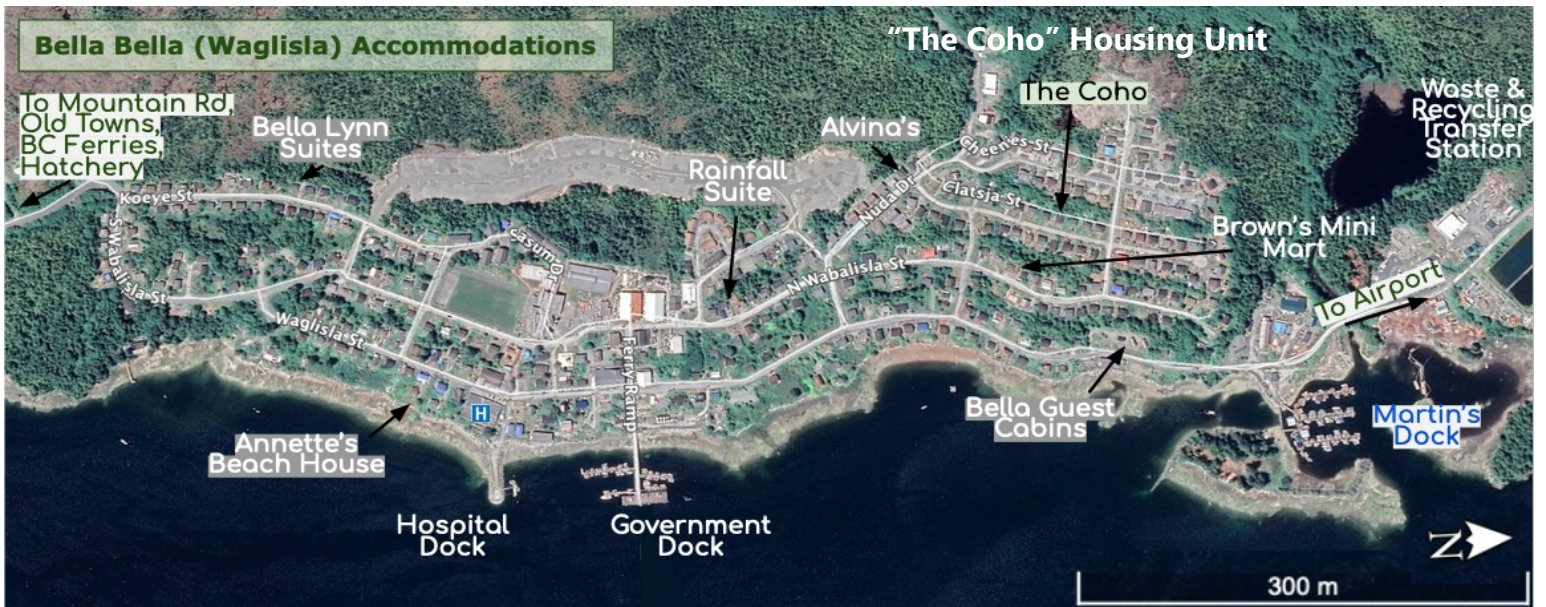 Bella Bella (Waglisla) Accommodations
“The Coho” Housing Unit
To Mountain Rd,
Old Towns,
BC Ferries,
Hatchery
Bella Lynn
Suites
Rainfall
Suite
Alvina's
The Coho
Waste &
Recycling
Transfer
Station
Cheenes St
Clatsja St
Nuda Dr
Koeye St
S Wabalisla St
Casum Dr
N Wabalisla St
Brown's Mini
Mart
To Airport
Waglisla St
Ferry Ramp
Annette's
Beach House
H
Bella Guest
Cabins
Martin's
Dock
Hospital
Dock
Government
Dock
N
300 m